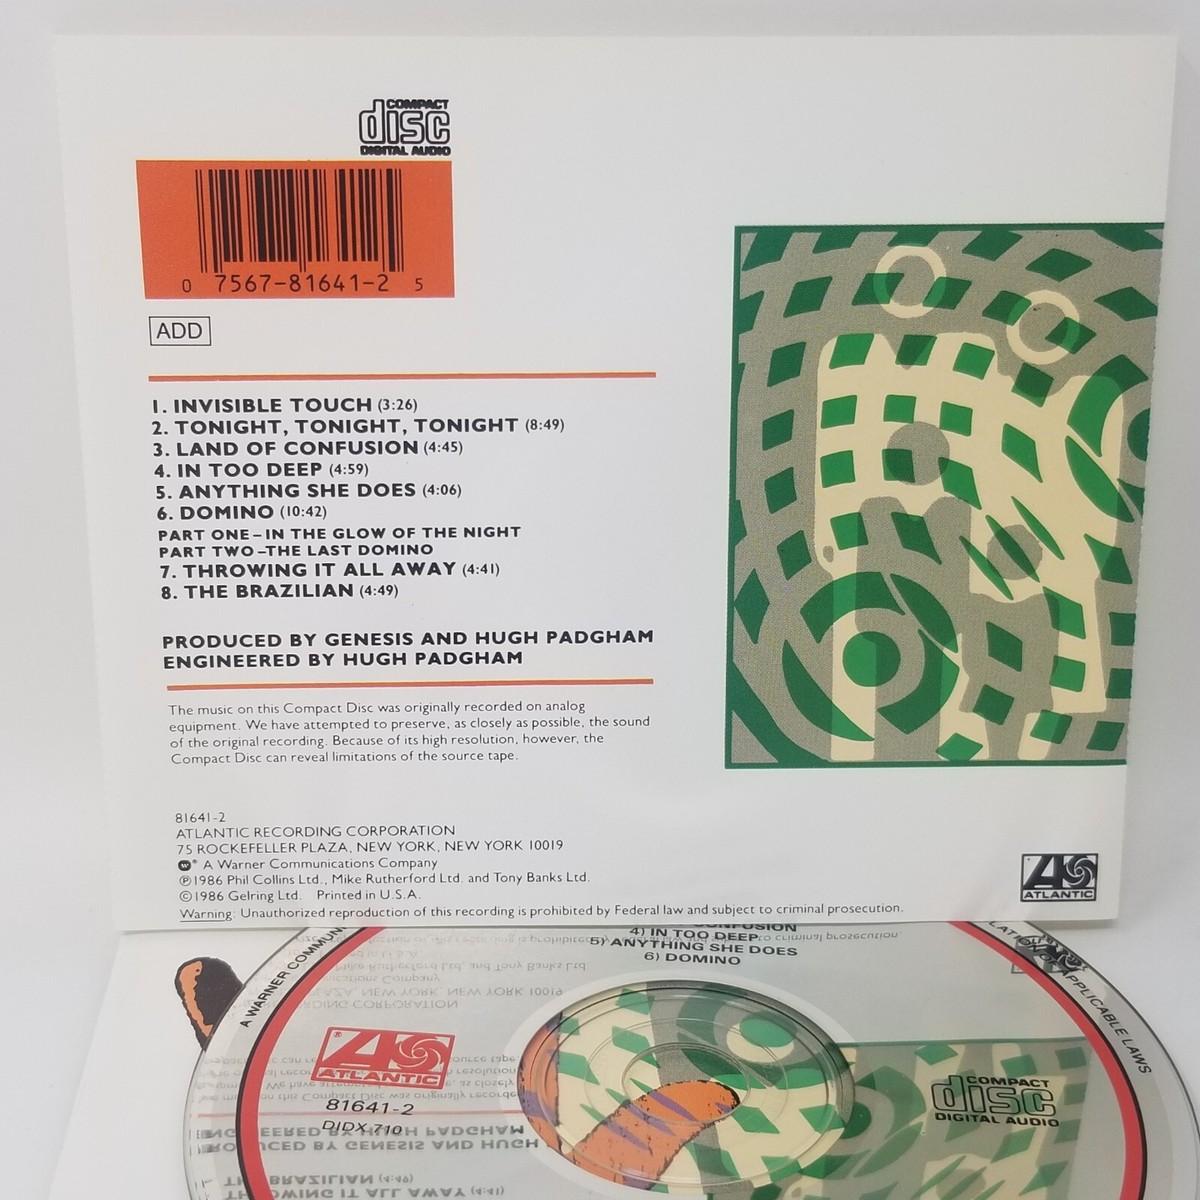 COMPACT
disc
DIGITAL AUDIO
0 7567-81641-2 5
ADD
1. INVISIBLE TOUCH (3:26)
2. TONIGHT, TONIGHT, TONIGHT (8:49)
3. LAND OF CONFUSION (4:45)
4. IN TOO DEEP (4:59)
5. ANYTHING SHE DOES (4:06)
6. DOMINO (10:42)
PART ONE–IN THE GLOW OF THE NIGHT
PART TWO–THE LAST DOMINO
7. THROWING IT ALL AWAY (4:41)
8. THE BRAZILIAN (4:49)
PRODUCED BY GENESIS AND HUGH PADGHAM
ENGINEERED BY HUGH PADGHAM
The music on this Compact Disc was originally recorded on analog
equipment. We have attempted to preserve, as closely as possible, the sound
of the original recording. Because of its high resolution, however, the
Compact Disc can reveal limitations of the source tape.
81641-2
ATLANTIC RECORDING CORPORATION
75 ROCKEFELLER PLAZA, NEW YORK, NEW YORK 10019
A Warner Communications Company
℗1986 Phil Collins Ltd., Mike Rutherford Ltd. and Tony Banks Ltd.
©1986 Gelring Ltd. Printed in U.S.A.
Warning: Unauthorized reproduction of this recording is prohibited by Federal law and subject to criminal prosecution.
ATLANTIC
4) IN TOO DEEP
5) ANYTHING SHE DOES
6) DOMINO
A WARNER
APPLICABLE LAWS
® ATLANTIC
81641-2
DIDX 710
COMPACT
disc
DIGITAL AUDIO